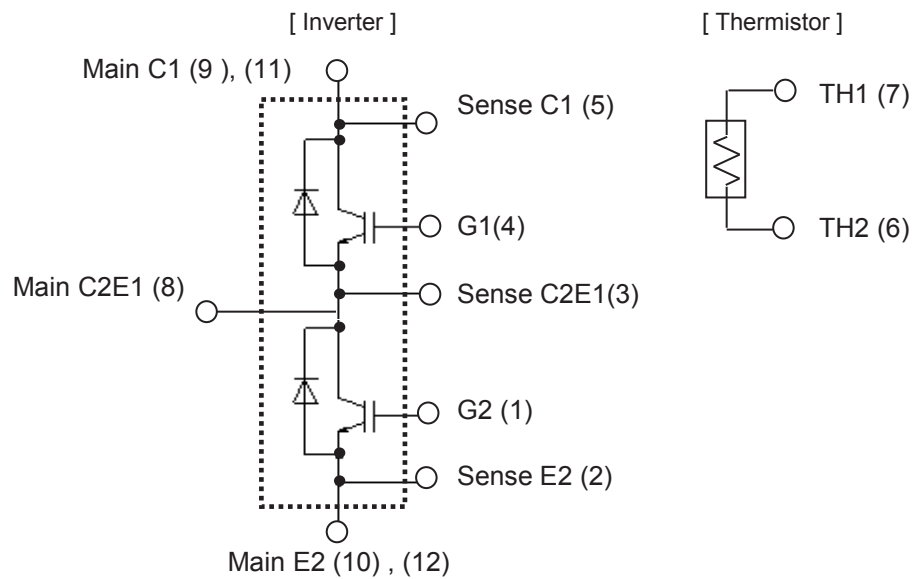 [ Inverter ]
[ Thermistor ]
Main C1 (9 ) , (11)
Sense C1 (5)
TH1 (7)
G1(4)
TH2 (6)
Main C2E1 (8)
Sense C2E1(3)
G2 (1)
Sense E2 (2)
Main E2 (10) , (12)